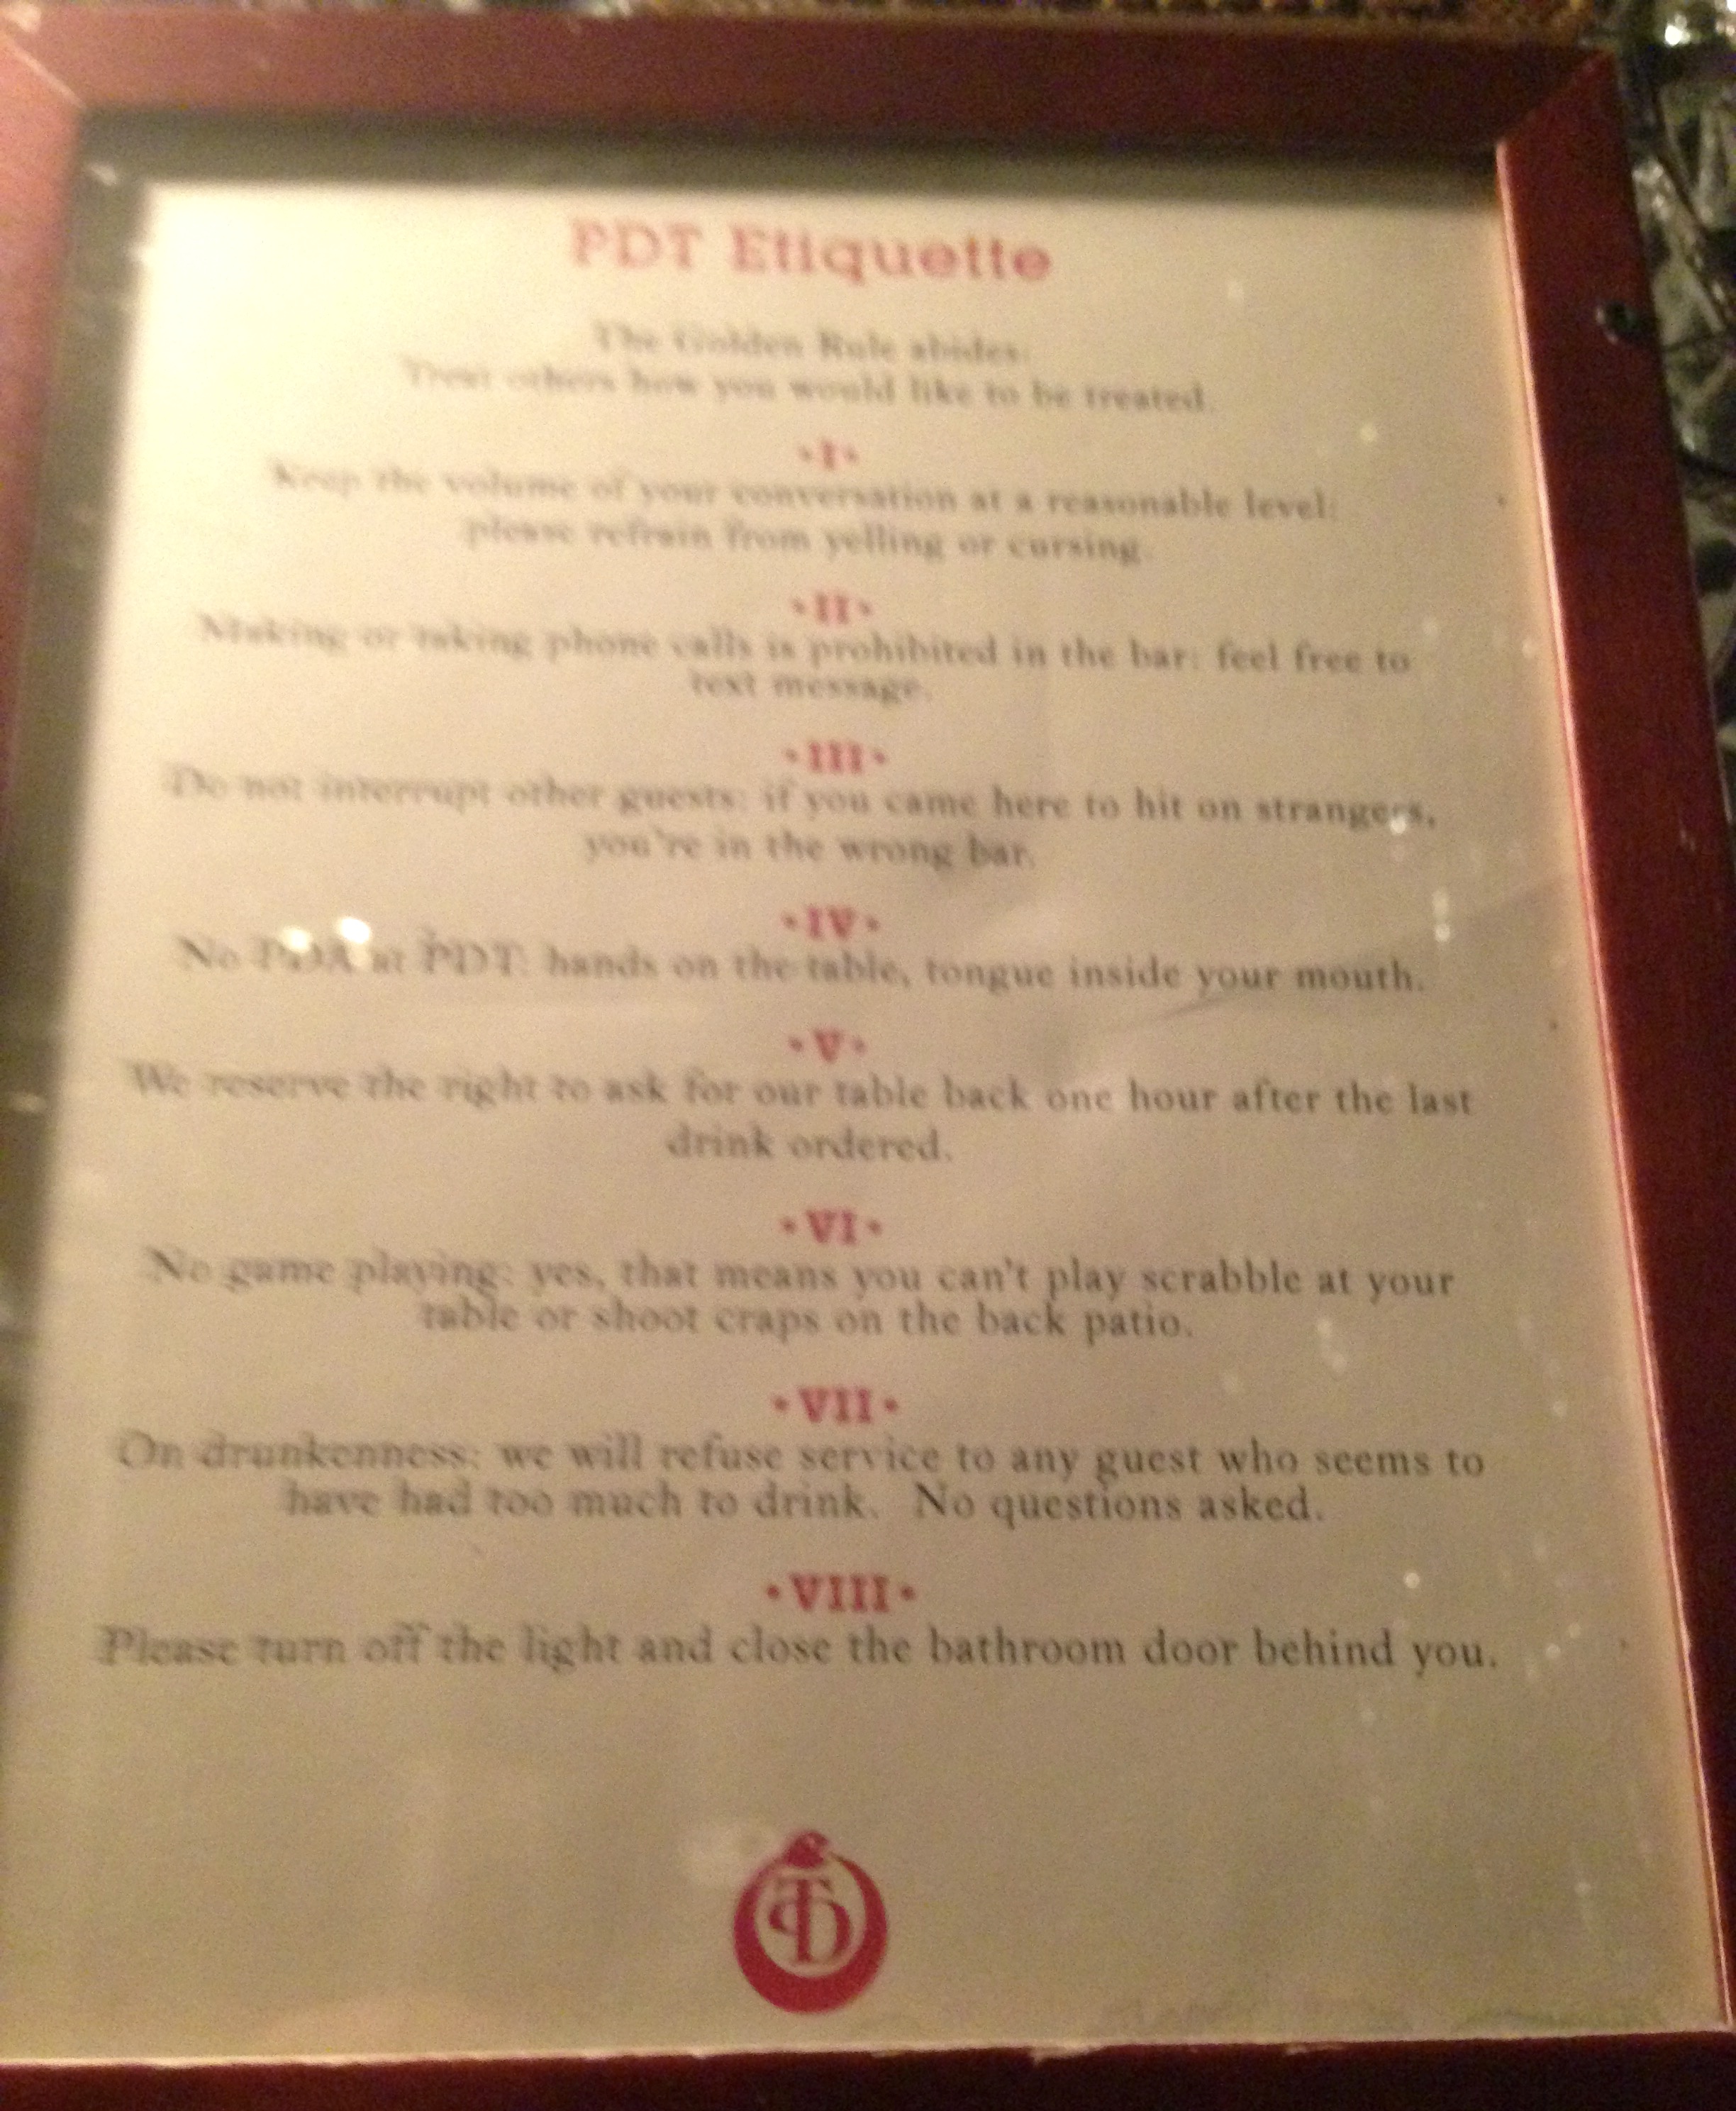 PDT Etiquette
The Golden Rule abides:
Treat others how you would like to be treated.
·I·
Keep the volume of your conversation at a reasonable level:
please refrain from yelling or cursing.
·II·
Making or taking phone calls is prohibited in the bar: feel free to
text message.
·III·
Do not interrupt other guests: if you came here to hit on strangers,
you're in the wrong bar.
·IV·
No PDA at PDT: hands on the table, tongue inside your mouth.
·V·
We reserve the right to ask for our table back one hour after the last
drink ordered.
·VI·
No game playing: yes, that means you can't play scrabble at your
table or shoot craps on the back patio.
·VII·
On drunkenness: we will refuse service to any guest who seems to
have had too much to drink. No questions asked.
·VIII·
Please turn off the light and close the bathroom door behind you.
PDT